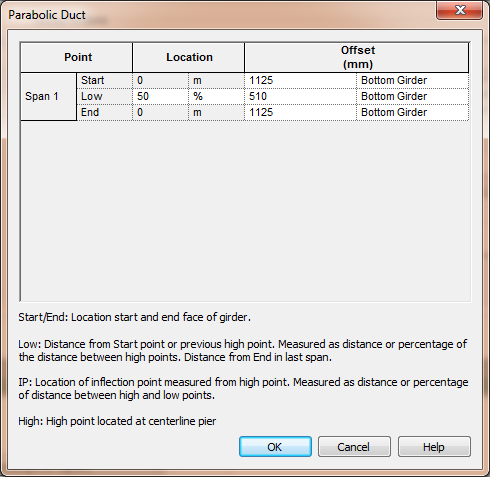 Parabolic Duct
Point Location Offset (mm)
Span 1 Start 0 m 1125 Bottom Girder
Low 50 % 510 Bottom Girder
End 0 m 1125 Bottom Girder
Start/End: Location start and end face of girder.
Low: Distance from Start point or previous high point. Measured as distance or percentage of
the distance between high points. Distance from End in last span.
IP: Location of inflection point measured from high point. Measured as distance or percentage
of distance between high and low points.
High: High point located at centerline pier
OK Cancel Help